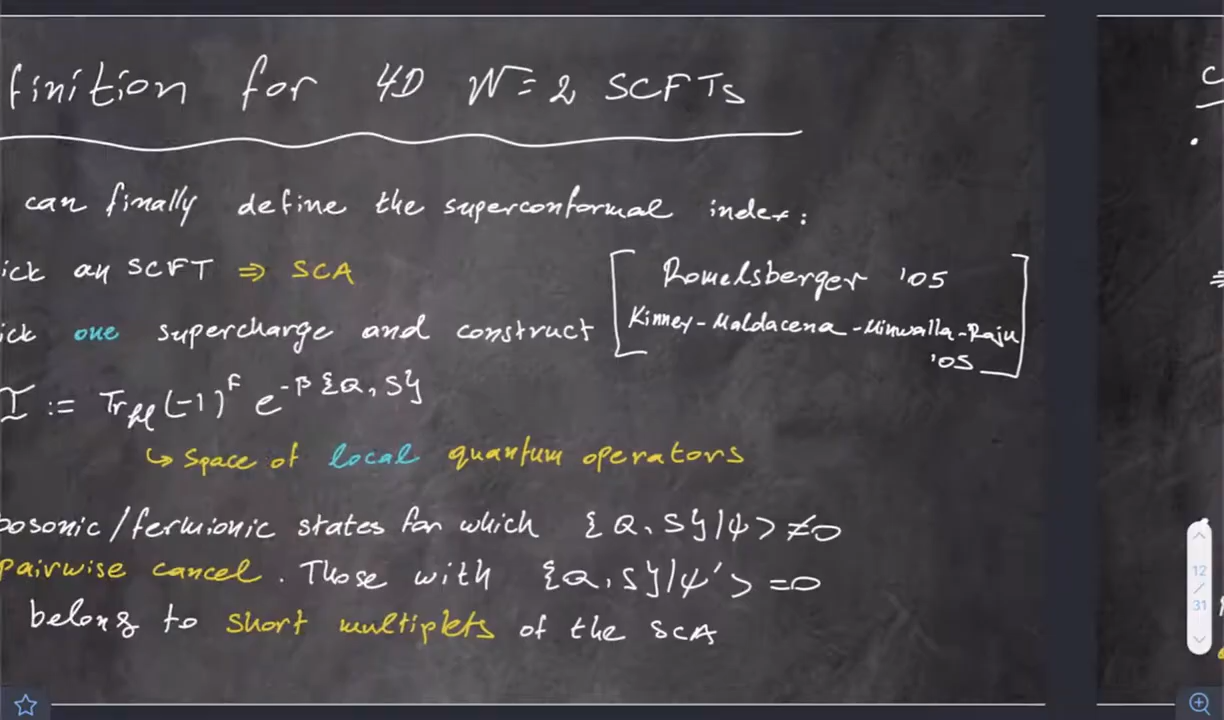 finition for 4D N=2 SCFTs
can finally define the superconformal index:
ick an SCFT ⇒ SCA
[Romelsberger '05
ick one supercharge and construct
Kinney-Maldacena-Minwalla-Raju
'05]
I := Tr_H (-1)^F e^{-β{Q,S}}
↳ space of local quantum operators
bosonic/fermionic states for which {Q,S}|ψ> ≠0
pairwise cancel. Those with {Q,S}|ψ'> =0
belong to short multiplets of the SCA
12
/
31